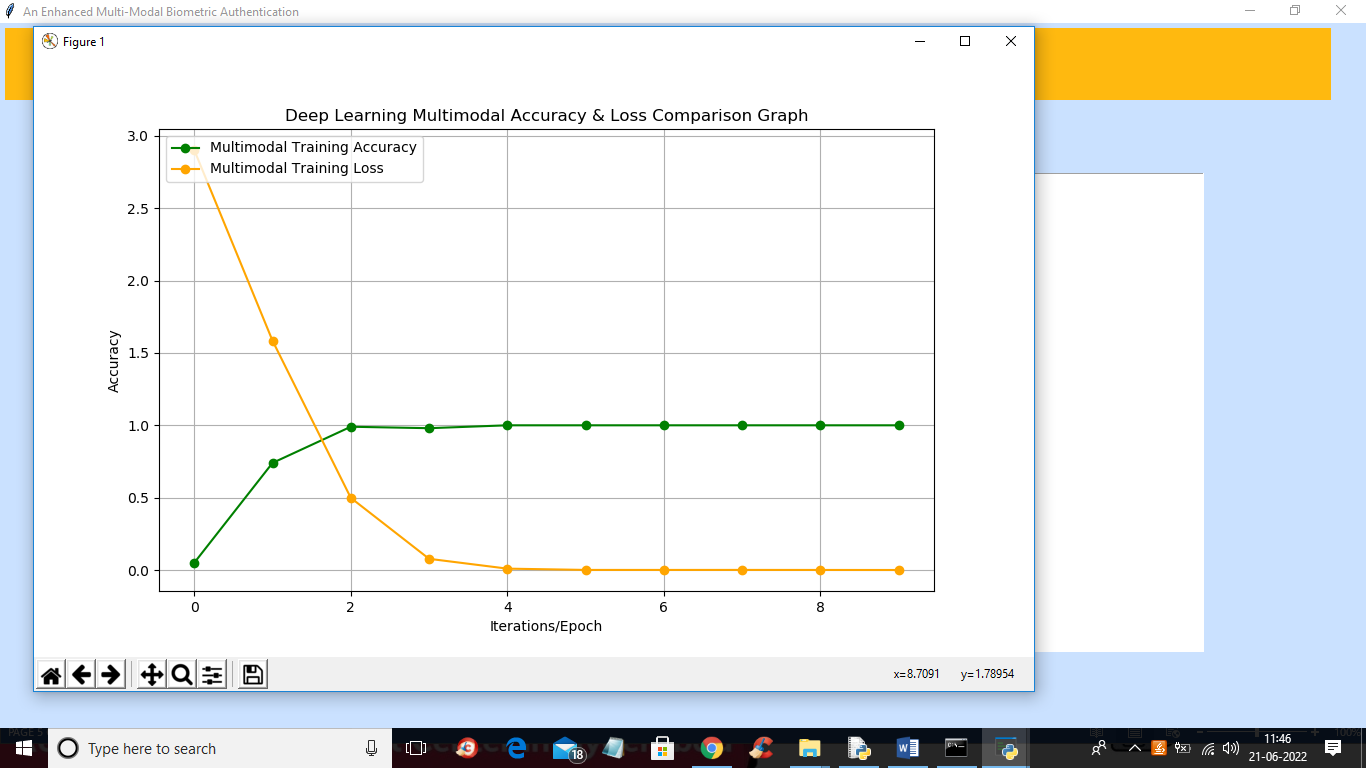 An Enhanced Multi-Modal Biometric Authentication
Figure 1
Deep Learning Multimodal Accuracy & Loss Comparison Graph
Multimodal Training Accuracy
Multimodal Training Loss
3.0
2.5
2.0
1.5
1.0
0.5
0.0
Accuracy
0 2 4 6 8
Iterations/Epoch
x=8.7091 y=1.78954
PAGE 5
100%
Type here to search
18
11:46
21-06-2022